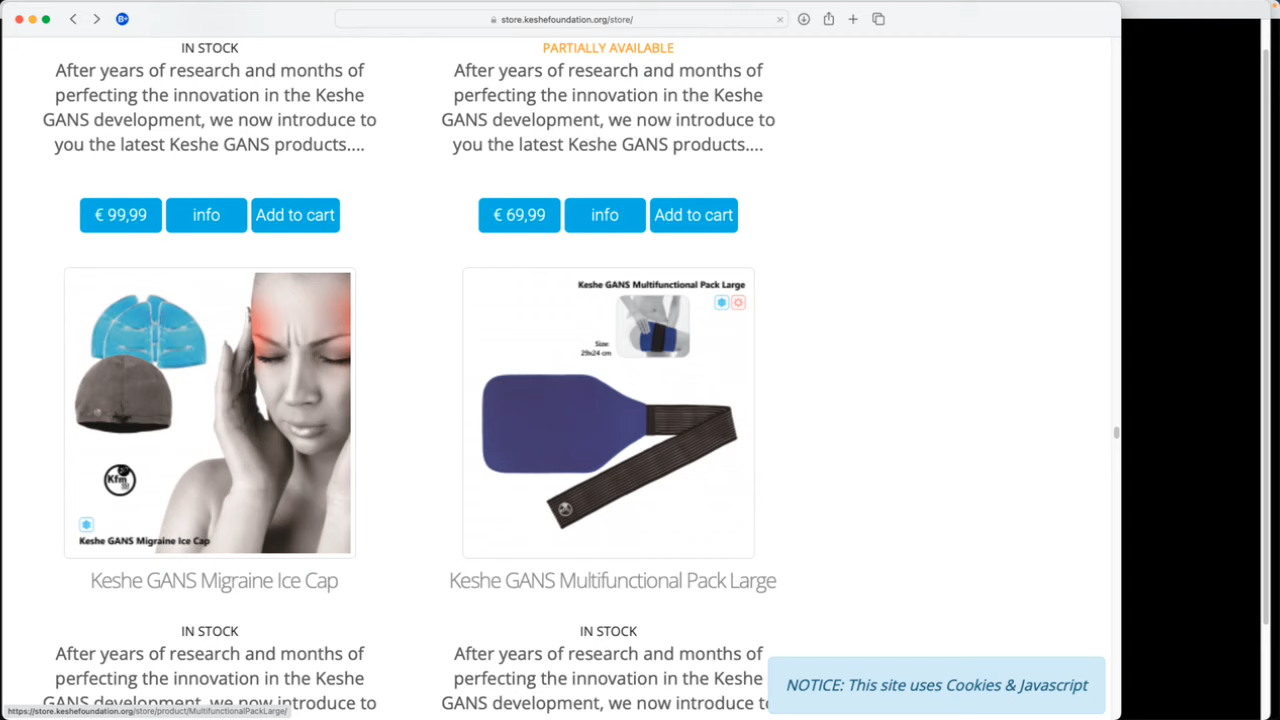 store.keshefoundation.org/store/
IN STOCK
After years of research and months of
perfecting the innovation in the Keshe
GANS development, we now introduce to
you the latest Keshe GANS products....
€ 99,99
info
Add to cart
PARTIALLY AVAILABLE
After years of research and months of
perfecting the innovation in the Keshe
GANS development, we now introduce to
you the latest Keshe GANS products....
€ 69,99
info
Add to cart
Kfm
Keshe GANS Migraine Ice Cap
Keshe GANS Migraine Ice Cap
IN STOCK
After years of research and months of
perfecting the innovation in the Keshe
GANS development, we now introduce to
Keshe GANS Multifunctional Pack Large
Size:
29x24 cm
Keshe GANS Multifunctional Pack Large
IN STOCK
After years of research and months of
perfecting the innovation in the Keshe
GANS development, we now introduce to
NOTICE: This site uses Cookies & Javascript
https://store.keshefoundation.org/store/product/MultifunctionalPackLarge/